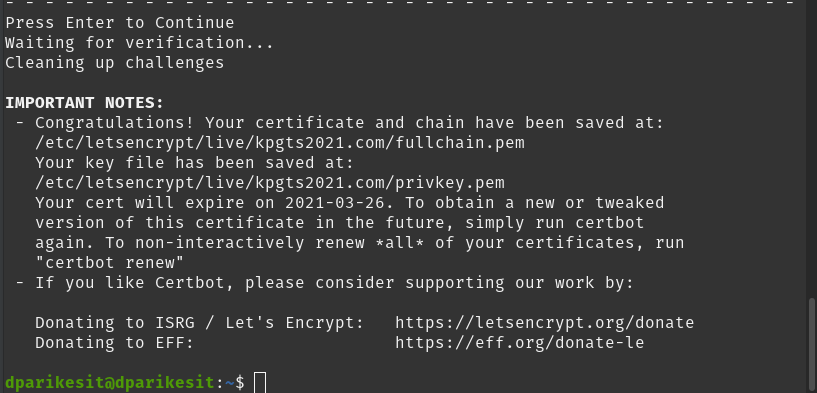 - - - - - - - - - - - - - - - - - - - - - - - - - - - - - - - - - - - - - - - -
Press Enter to Continue
Waiting for verification...
Cleaning up challenges
IMPORTANT NOTES:
 - Congratulations! Your certificate and chain have been saved at:
   /etc/letsencrypt/live/kpgts2021.com/fullchain.pem
   Your key file has been saved at:
   /etc/letsencrypt/live/kpgts2021.com/privkey.pem
   Your cert will expire on 2021-03-26. To obtain a new or tweaked
   version of this certificate in the future, simply run certbot
   again. To non-interactively renew *all* of your certificates, run
   "certbot renew"
 - If you like Certbot, please consider supporting our work by:
   Donating to ISRG / Let's Encrypt:   https://letsencrypt.org/donate
   Donating to EFF:                    https://eff.org/donate-le
dparikesit@dparikesit:~$